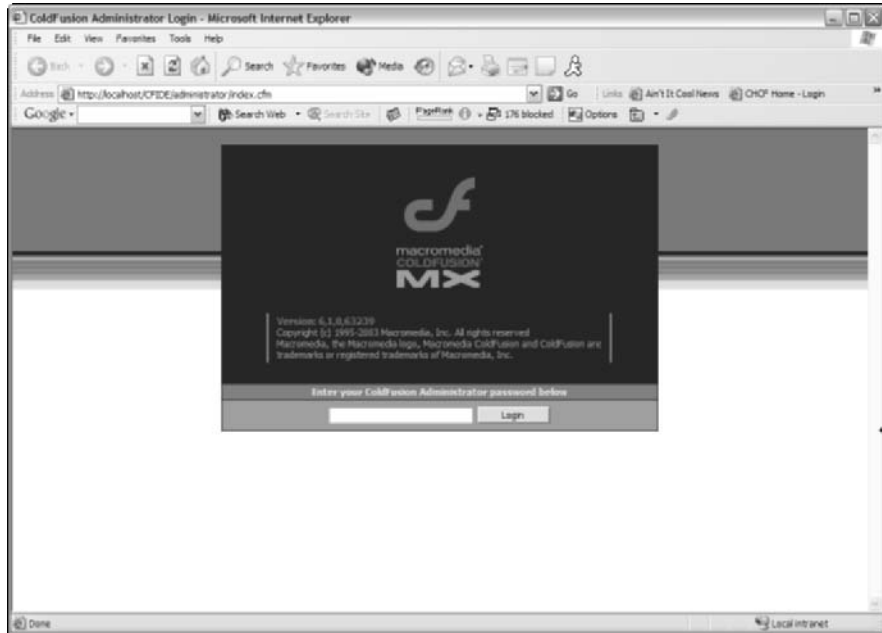 ColdFusion Administrator Login - Microsoft Internet Explorer
File Edit View Favorites Tools Help
Back Search Favorites Media
Address http://localhost/CFIDE/administrator/index.cfm Go Links Ain't It Cool News CHCF Home - Login
Google Search Web Search Site PageRank 176 blocked Options
cf
macromedia
COLDFUSION
MX
Version: 6,1,0,63239
Copyright (c) 1995-2003 Macromedia, Inc. All rights reserved
Macromedia, the Macromedia logo, Macromedia ColdFusion and ColdFusion are
trademarks or registered trademarks of Macromedia, Inc.
Enter your ColdFusion Administrator password below
Login
Done Local intranet